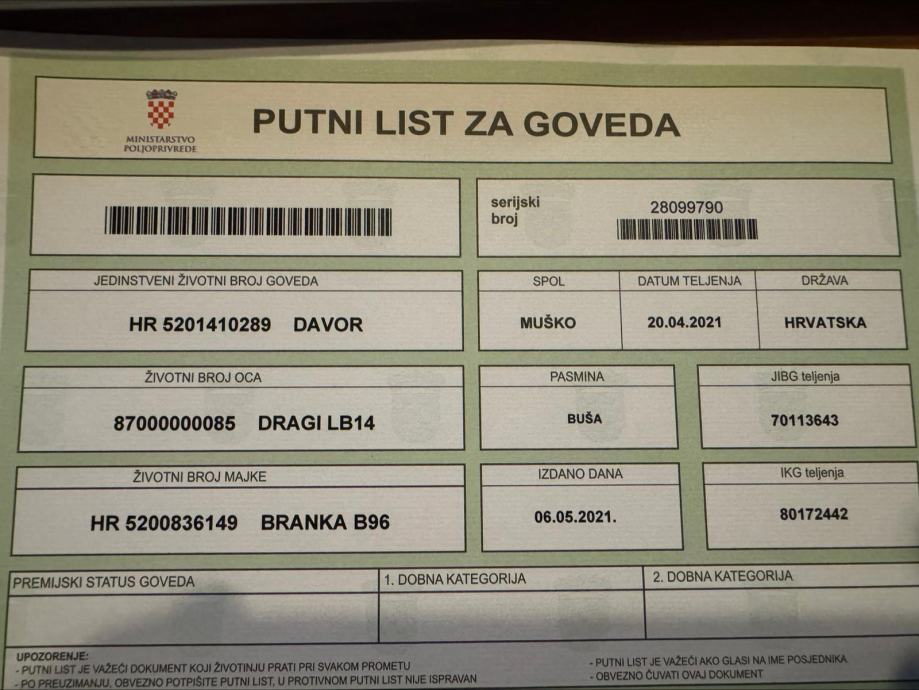 MINISTARSTVO
POLJOPRIVREDE
PUTNI LIST ZA GOVEDA
serijski
broj
28099790
JEDINSTVENI ŽIVOTNI BROJ GOVEDA
HR 5201410289 DAVOR
SPOL
MUŠKO
DATUM TELJENJA
20.04.2021
DRŽAVA
HRVATSKA
ŽIVOTNI BROJ OCA
87000000085 DRAGI LB14
PASMINA
BUŠA
JIBG teljenja
70113643
ŽIVOTNI BROJ MAJKE
HR 5200836149 BRANKA B96
IZDANO DANA
06.05.2021.
IKG teljenja
80172442
PREMIJSKI STATUS GOVEDA
1. DOBNA KATEGORIJA
2. DOBNA KATEGORIJA
UPOZORENJE:
- PUTNI LIST JE VAŽEĆI DOKUMENT KOJI ŽIVOTINJU PRATI PRI SVAKOM PROMETU
- PO PREUZIMANJU, OBVEZNO POTPIŠITE PUTNI LIST, U PROTIVNOM PUTNI LIST NIJE ISPRAVAN
- PUTNI LIST JE VAŽEĆI AKO GLASI NA IME POSJEDNIKA
- OBVEZNO ČUVATI OVAJ DOKUMENT